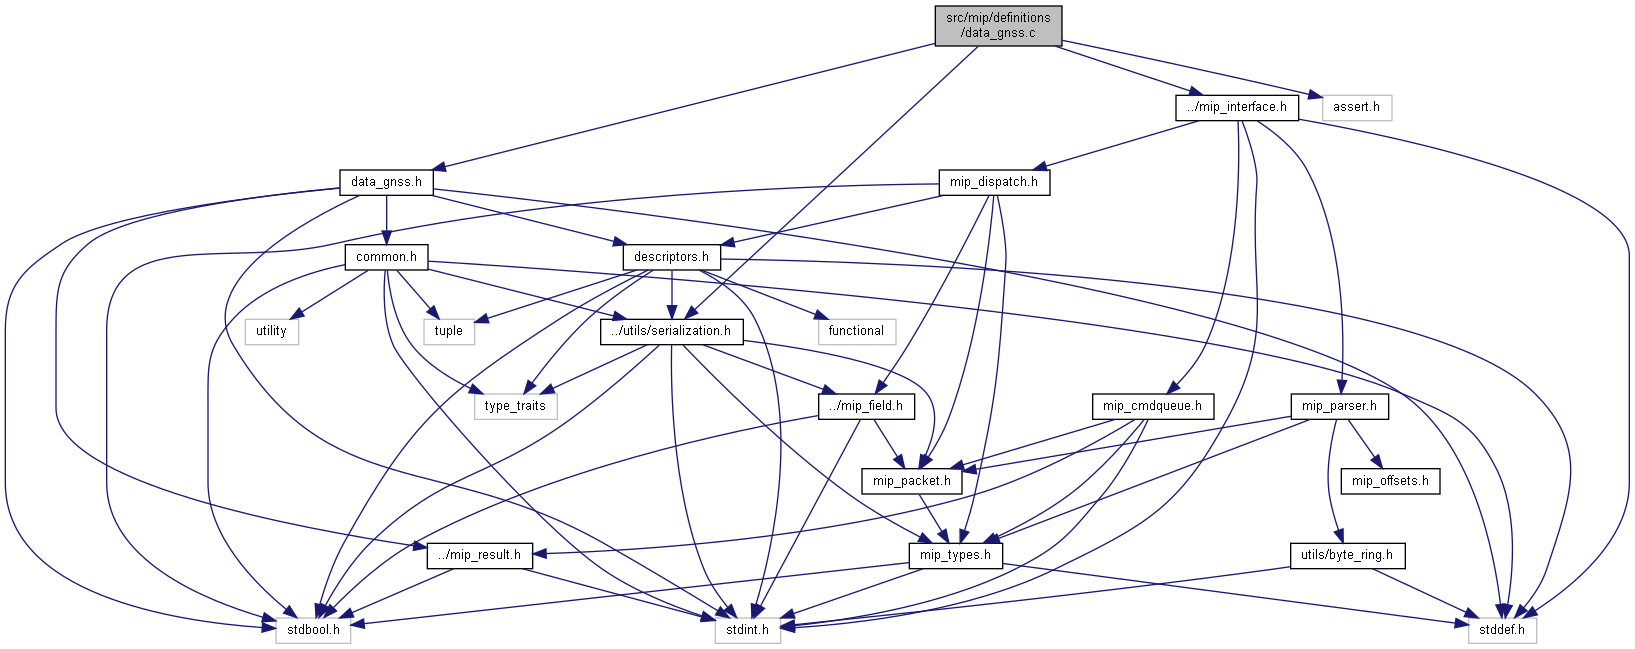 src/mip/definitions
/data_gnss.c
../mip_interface.h
assert.h
data_gnss.h
mip_dispatch.h
common.h
descriptors.h
utility
tuple
../utils/serialization.h
functional
type_traits
../mip_field.h
mip_cmdqueue.h
mip_parser.h
mip_packet.h
mip_offsets.h
../mip_result.h
mip_types.h
utils/byte_ring.h
stdbool.h
stdint.h
stddef.h